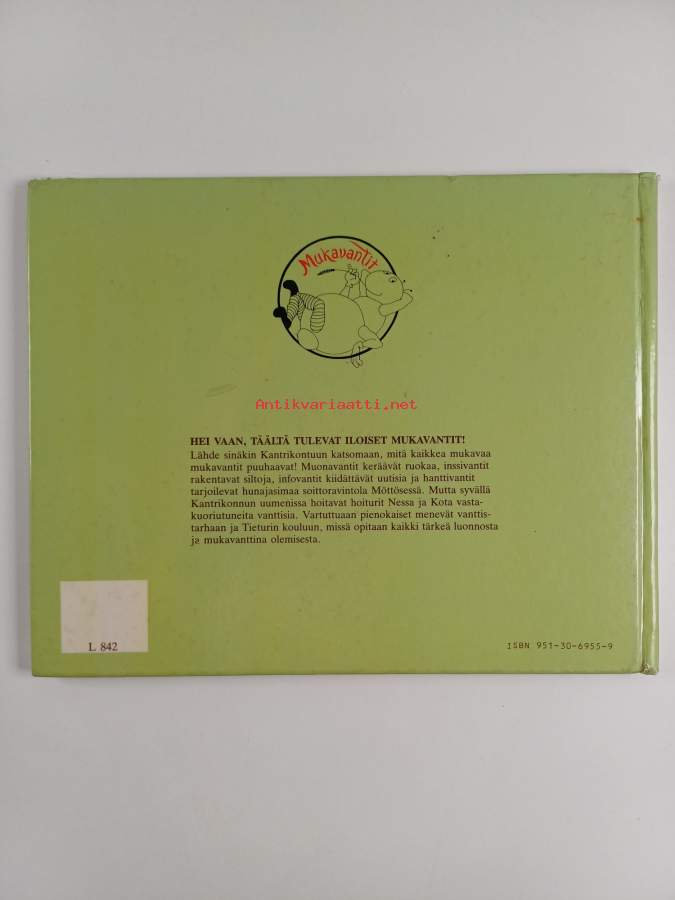 Mukavantit
Antikvariaatti.net
HEI VAAN, TÄÄLTÄ TULEVAT ILOISET MUKAVANTIT!
Lähde sinäkin Kantrikontuun katsomaan, mitä kaikkea mukavaa
mukavantit puuhaavat! Muonavantit keräävät ruokaa, inssivantit
rakentavat siltoja, infovantit kiidättävät uutisia ja hanttivantit
tarjoilevat hunajasimaa soittoravintola Möttösessä. Mutta syvällä
Kantrikonnun uumenissa hoitavat hoiturit Nessa ja Kota vasta-
kuoriutuneita vanttisia. Vartuttuaan pienokaiset menevät vanttis-
tarhaan ja Tieturin kouluun, missä opitaan kaikki tärkeä luonnosta
ja mukavanttina olemisesta.
L 842
ISBN 951-30-6955-9